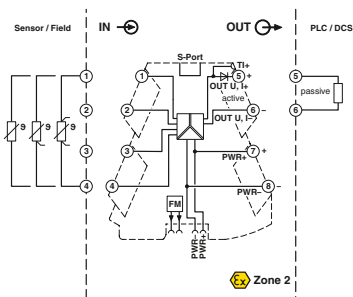 Sensor / Field
IN
OUT
PLC / DCS
S-Port
TI+
1
1
5
+
5
OUT U, I+
active
passive
2
2
6
−
6
OUT U, I−
ϑ
ϑ
ϑ
3
3
7
+
PWR+
4
4
8
−
PWR−
FM
PWR−
PWR+
Ex
Zone 2